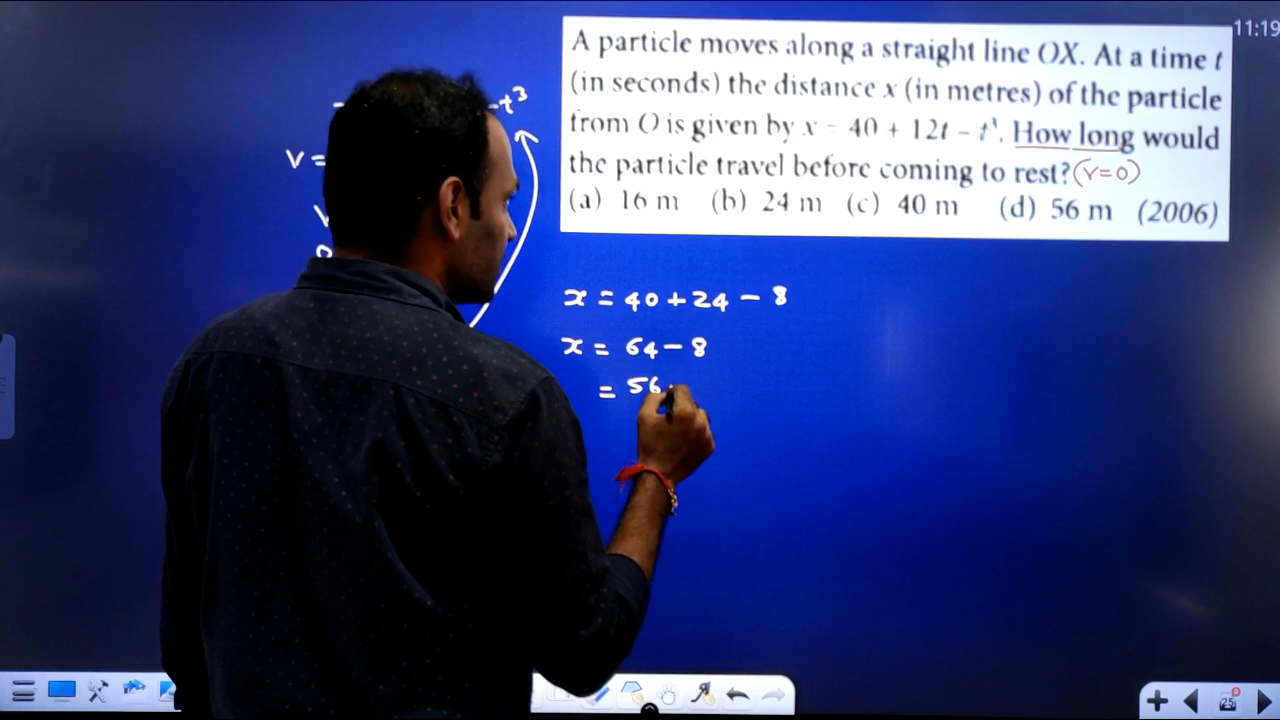 11:19
A particle moves along a straight line OX. At a time t
(in seconds) the distance x (in metres) of the particle
from O is given by x = 40 + 12t – t³. How long would
the particle travel before coming to rest? (v=0)
(a) 16 m (b) 24 m (c) 40 m (d) 56 m (2006)
-t³
v =
x = 40 + 24 - 8
x = 64 - 8
= 56
25